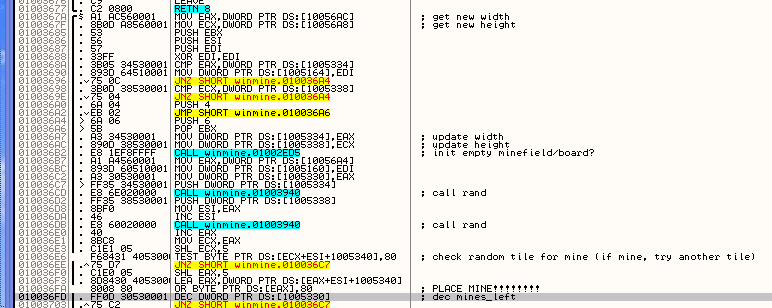 01003676 . C9 LEAVE
01003677 . C2 0800 RETN 8
0100367A $ A1 AC560001 MOV EAX,DWORD PTR DS:[10056AC] ; get new width
0100367F . 8B0D A8560001 MOV ECX,DWORD PTR DS:[10056A8] ; get new height
01003685 . 53 PUSH EBX
01003686 . 56 PUSH ESI
01003687 . 57 PUSH EDI
01003688 . 33FF XOR EDI,EDI
0100368A . 3B05 34530001 CMP EAX,DWORD PTR DS:[1005334]
01003690 . 893D 64510001 MOV DWORD PTR DS:[1005164],EDI
01003696 . 75 0C JNZ SHORT winmine.010036A4
01003698 . 3B0D 38530001 CMP ECX,DWORD PTR DS:[1005338]
0100369E . 75 04 JNZ SHORT winmine.010036A4
010036A0 . 6A 04 PUSH 4
010036A2 . EB 02 JMP SHORT winmine.010036A6
010036A4 > 6A 06 PUSH 6
010036A6 > 5B POP EBX
010036A7 . A3 34530001 MOV DWORD PTR DS:[1005334],EAX ; update width
010036AC . 890D 38530001 MOV DWORD PTR DS:[1005338],ECX ; update height
010036B2 . E8 1EF8FFFF CALL winmine.01002ED5 ; init empty minefield/board?
010036B7 . A1 A4560001 MOV EAX,DWORD PTR DS:[10056A4]
010036BC . 893D 60510001 MOV DWORD PTR DS:[1005160],EDI
010036C2 . A3 30530001 MOV DWORD PTR DS:[1005330],EAX
010036C7 > FF35 34530001 PUSH DWORD PTR DS:[1005334]
010036CD . E8 6E020000 CALL winmine.01003940 ; call rand
010036D2 . FF35 38530001 PUSH DWORD PTR DS:[1005338]
010036D8 . 8BF0 MOV ESI,EAX
010036DA . 46 INC ESI
010036DB . E8 60020000 CALL winmine.01003940 ; call rand
010036E0 . 40 INC EAX
010036E1 . 8BC8 MOV ECX,EAX
010036E3 . C1E1 05 SHL ECX,5
010036E6 . F68431 405300 TEST BYTE PTR DS:[ECX+ESI+1005340],80 ; check random tile for mine (if mine, try another tile)
010036EE . 75 D7 JNZ SHORT winmine.010036C7
010036F0 . C1E0 05 SHL EAX,5
010036F3 . 8D8430 405300 LEA EAX,DWORD PTR DS:[EAX+ESI+1005340]
010036FA . 8008 80 OR BYTE PTR DS:[EAX],80 ; PLACE MINE!!!!!!!!
010036FD . FF0D 30530001 DEC DWORD PTR DS:[1005330] ; dec mines_left
01003703 . 75 C2 JNZ SHORT winmine.010036C7